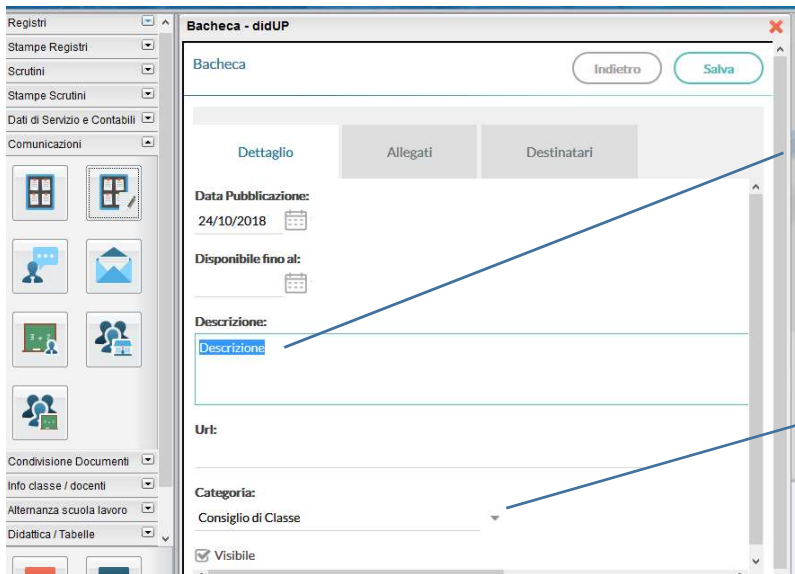 Registri
Stampe Registri
Scrutini
Stampe Scrutini
Dati di Servizio e Contabili
Comunicazioni
Condivisione Documenti
Info classe / docenti
Alternanza scuola lavoro
Didattica / Tabelle
Bacheca - didUP
Bacheca
Indietro
Salva
Dettaglio
Allegati
Destinatari
Data Pubblicazione:
24/10/2018
Disponibile fino al:
Descrizione:
Descrizione
Url:
Categoria:
Consiglio di Classe
Visibile